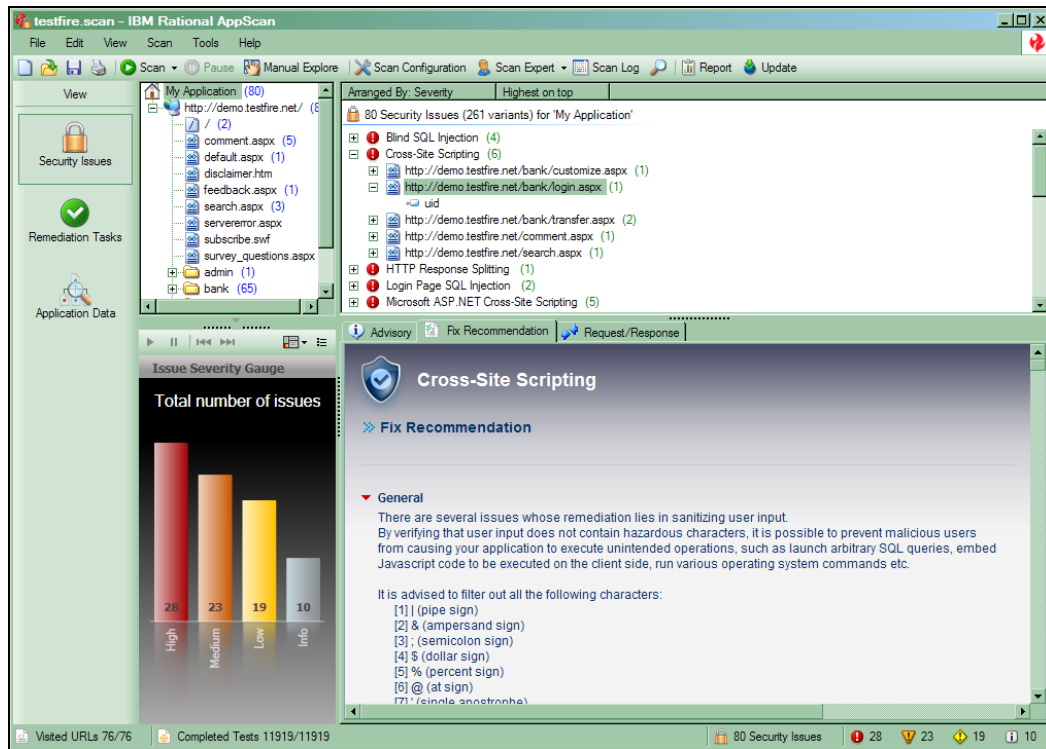 testfire.scan - IBM Rational AppScan
File Edit View Scan Tools Help
Scan Pause Manual Explore Scan Configuration Scan Expert Scan Log Report Update
View
Security Issues
Remediation Tasks
Application Data
My Application (80)
http://demo.testfire.net/ (8
/ (2)
comment.aspx (5)
default.aspx (1)
disclaimer.htm
feedback.aspx (1)
search.aspx (3)
servererror.aspx
subscribe.swf
survey_questions.aspx
admin (1)
bank (65)
Arranged By: Severity Highest on top
80 Security Issues (261 variants) for 'My Application'
Blind SQL Injection (4)
Cross-Site Scripting (6)
http://demo.testfire.net/bank/customize.aspx (1)
http://demo.testfire.net/bank/login.aspx (1)
uid
http://demo.testfire.net/bank/transfer.aspx (2)
http://demo.testfire.net/comment.aspx (1)
http://demo.testfire.net/search.aspx (1)
HTTP Response Splitting (1)
Login Page SQL Injection (2)
Microsoft ASP.NET Cross-Site Scripting (5)
Issue Severity Gauge
Total number of issues
28 23 19 10
High Medium Low Info
Advisory Fix Recommendation Request/Response
Cross-Site Scripting
Fix Recommendation
General
There are several issues whose remediation lies in sanitizing user input.
By verifying that user input does not contain hazardous characters, it is possible to prevent malicious users
from causing your application to execute unintended operations, such as launch arbitrary SQL queries, embed
Javascript code to be executed on the client side, run various operating system commands etc.
It is advised to filter out all the following characters:
[1] | (pipe sign)
[2] & (ampersand sign)
[3] ; (semicolon sign)
[4] $ (dollar sign)
[5] % (percent sign)
[6] @ (at sign)
[7] ' (single apostrophe)
Visited URLs 76/76 Completed Tests 11919/11919 80 Security Issues 28 23 19 10